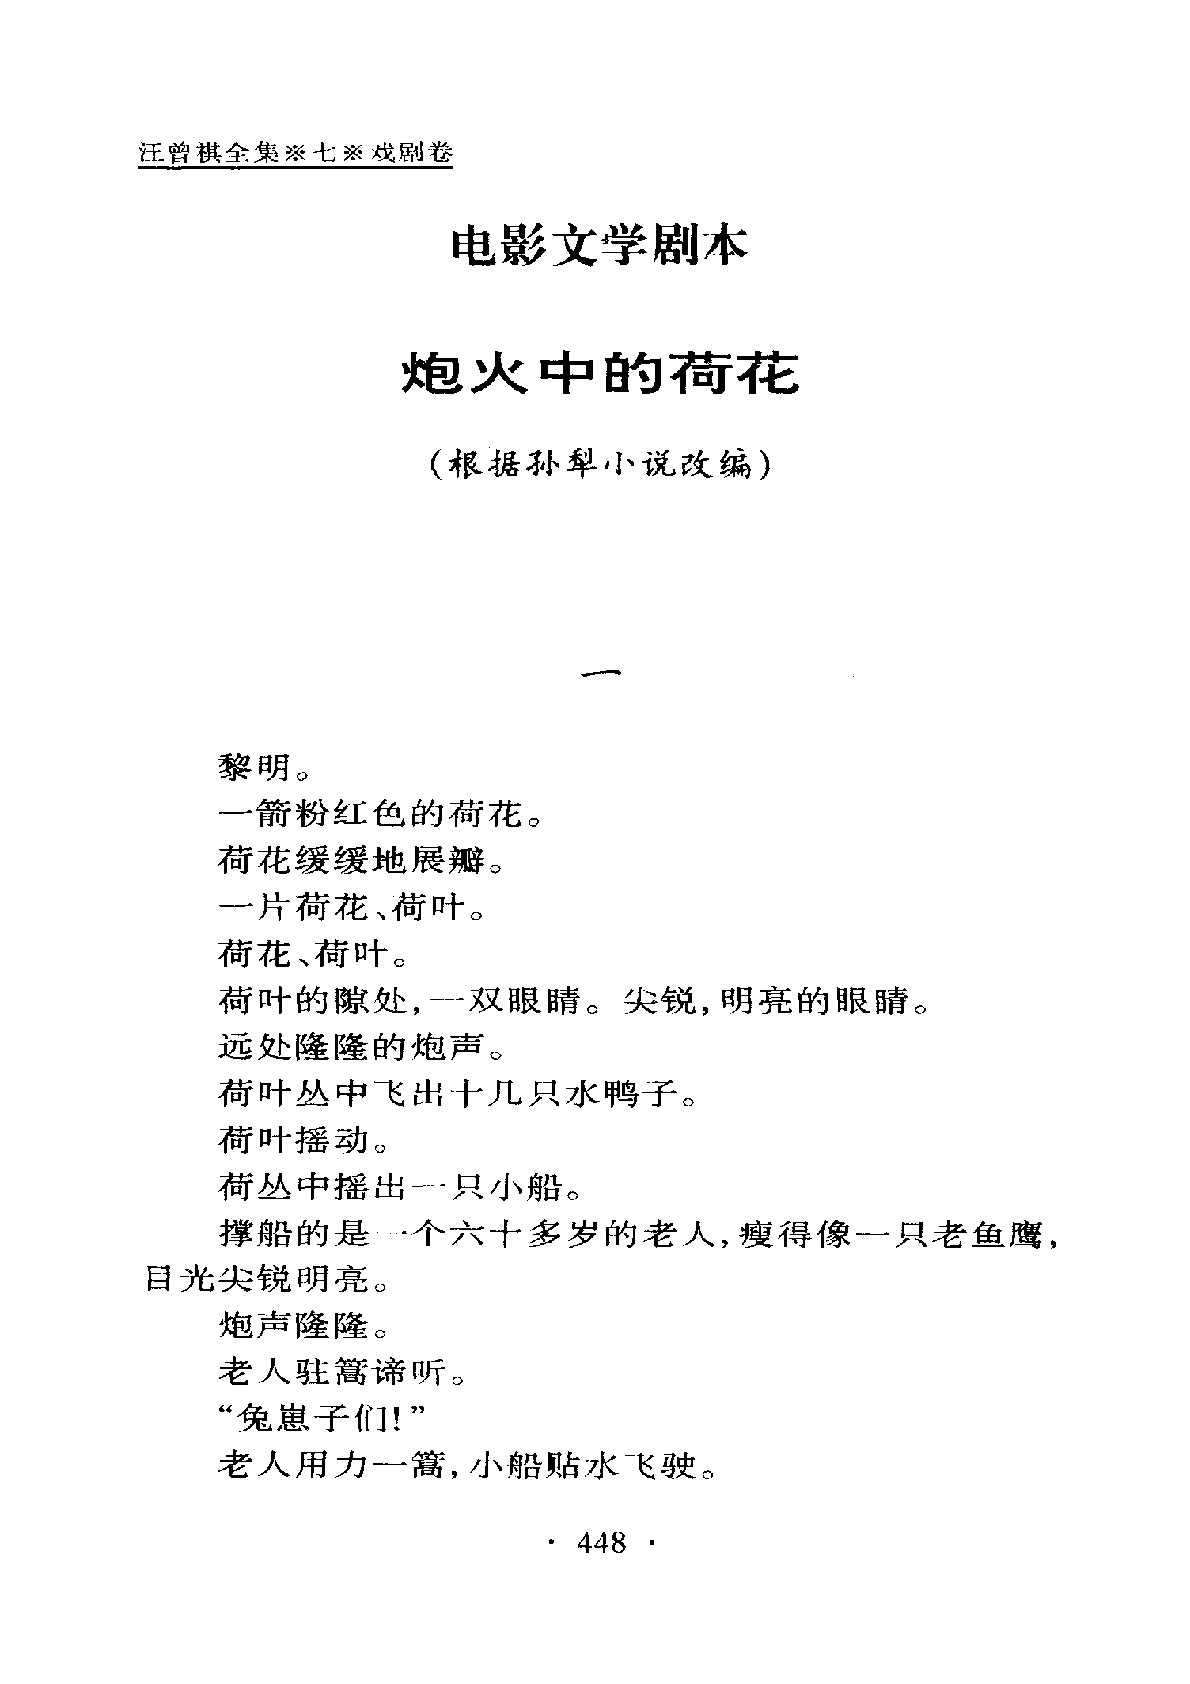 汪曾祺全集※七※戏剧卷
电影文学剧本
炮火中的荷花
(根据孙犁小说改编)
一
黎明。
一箭粉红色的荷花。
荷花缓缓地展瓣。
一片荷花、荷叶。
荷花、荷叶。
荷叶的隙处,一双眼睛。尖锐,明亮的眼睛。
远处隆隆的炮声。
荷叶丛中飞出十几只水鸭子。
荷叶摇动。
荷丛中摇出一只小船。
撑船的是一个六十多岁的老人,瘦得像一只老鱼鹰,
目光尖锐明亮。
炮声隆隆。
老人驻篙谛听。
“兔崽子们!”
老人用力一篙,小船贴水飞驶。
· 448 ·